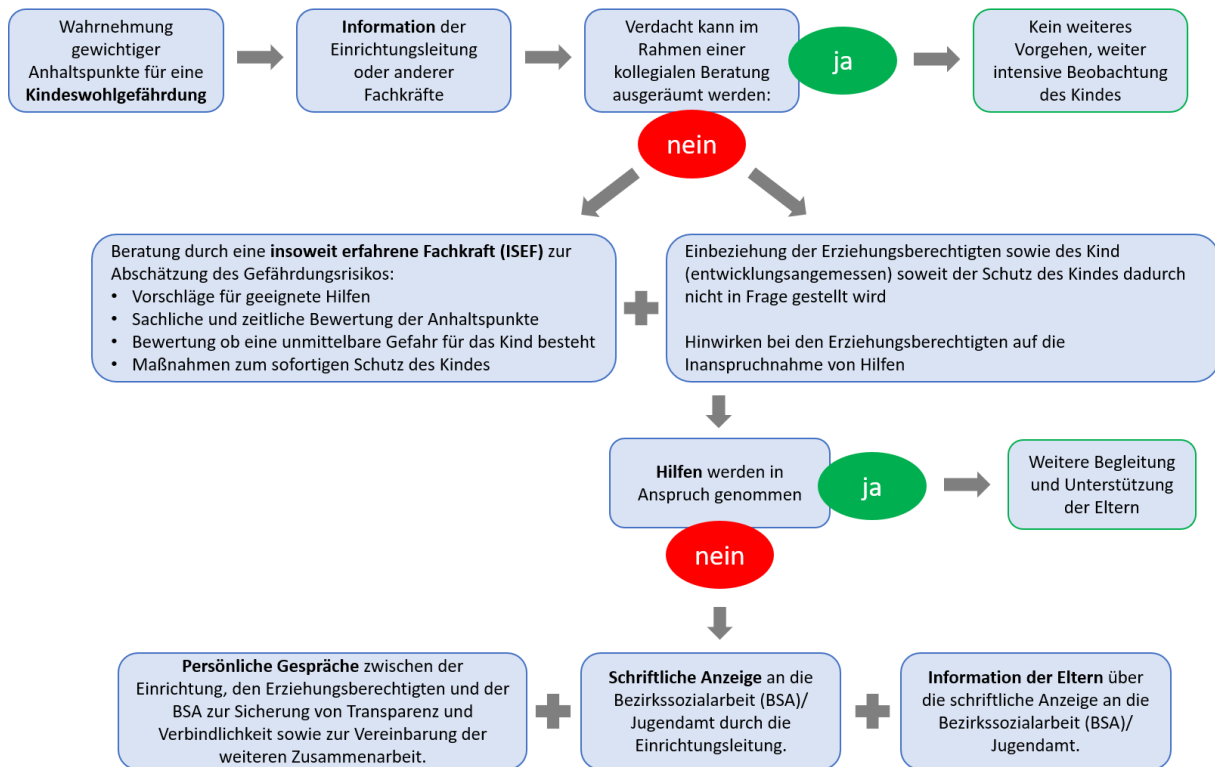 Wahrnehmung
gewichtiger
Anhaltspunkte für eine
Kindeswohlgefährdung
Information der
Einrichtungsleitung
oder anderer
Fachkräfte
Verdacht kann im
Rahmen einer
kollegialen Beratung
ausgeräumt werden:
ja
Kein weiteres
Vorgehen, weiter
intensive Beobachtung
des Kindes
nein
Beratung durch eine insoweit erfahrene Fachkraft (ISEF) zur
Abschätzung des Gefährdungsrisikos:
• Vorschläge für geeignete Hilfen
• Sachliche und zeitliche Bewertung der Anhaltspunkte
• Bewertung ob eine unmittelbare Gefahr für das Kind besteht
• Maßnahmen zum sofortigen Schutz des Kindes
Einbeziehung der Erziehungsberechtigten sowie des Kind
(entwicklungsangemessen) soweit der Schutz des Kindes dadurch
nicht in Frage gestellt wird
Hinwirken bei den Erziehungsberechtigten auf die
Inanspruchnahme von Hilfen
Hilfen werden in
Anspruch genommen
ja
Weitere Begleitung
und Unterstützung
der Eltern
nein
Persönliche Gespräche zwischen der
Einrichtung, den Erziehungsberechtigten und der
BSA zur Sicherung von Transparenz und
Verbindlichkeit sowie zur Vereinbarung der
weiteren Zusammenarbeit.
Schriftliche Anzeige an die
Bezirkssozialarbeit (BSA)/
Jugendamt durch die
Einrichtungsleitung.
Information der Eltern über
die schriftliche Anzeige an die
Bezirkssozialarbeit (BSA)/
Jugendamt.